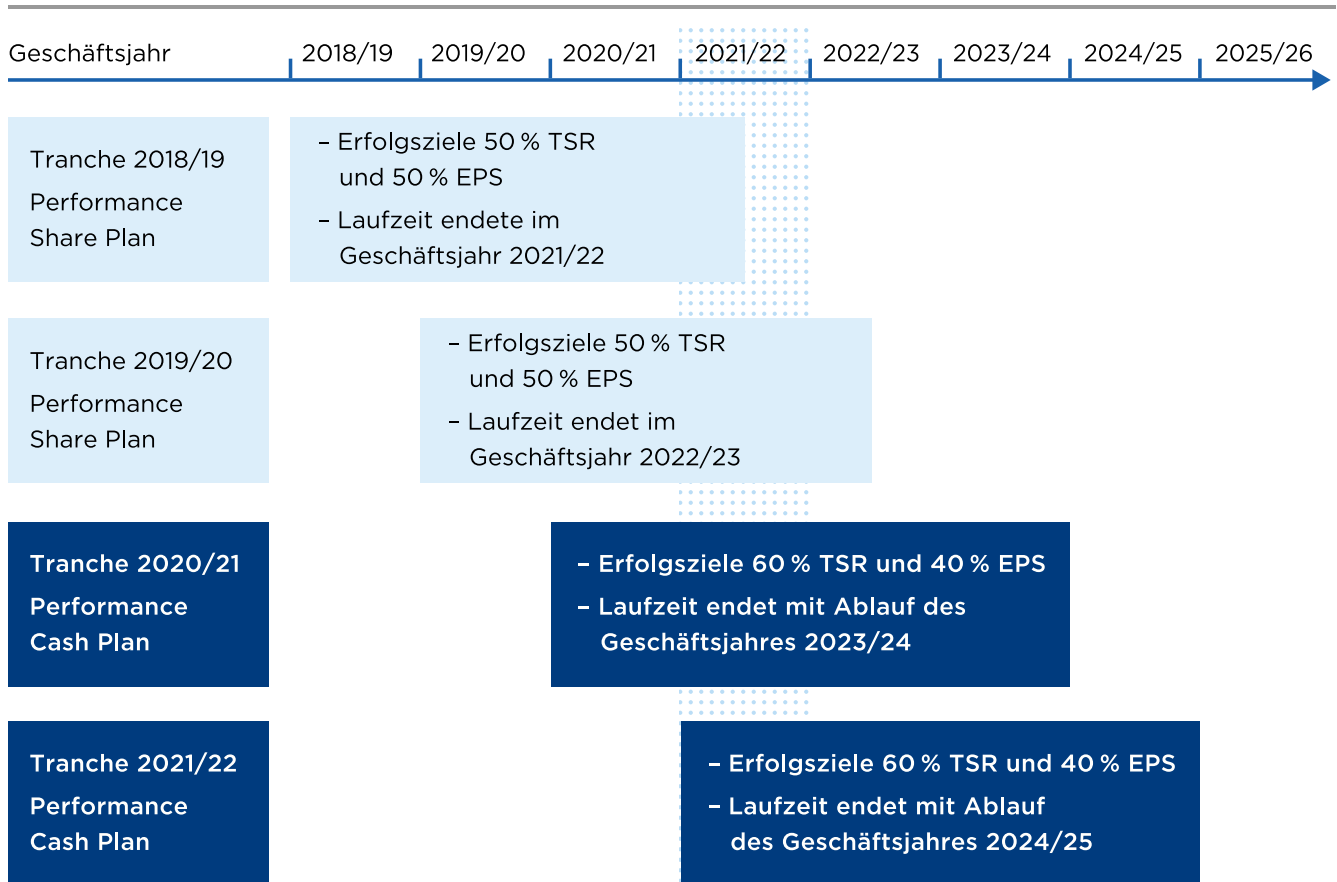 Geschäftsjahr 2018/19 2019/20 2020/21 2021/22 2022/23 2023/24 2024/25 2025/26
Tranche 2018/19
Performance
Share Plan
– Erfolgsziele 50 % TSR
und 50 % EPS
– Laufzeit endete im
Geschäftsjahr 2021/22
Tranche 2019/20
Performance
Share Plan
– Erfolgsziele 50 % TSR
und 50 % EPS
– Laufzeit endet im
Geschäftsjahr 2022/23
Tranche 2020/21
Performance
Cash Plan
– Erfolgsziele 60 % TSR und 40 % EPS
– Laufzeit endet mit Ablauf des
Geschäftsjahres 2023/24
Tranche 2021/22
Performance
Cash Plan
– Erfolgsziele 60 % TSR und 40 % EPS
– Laufzeit endet mit Ablauf
des Geschäftsjahres 2024/25